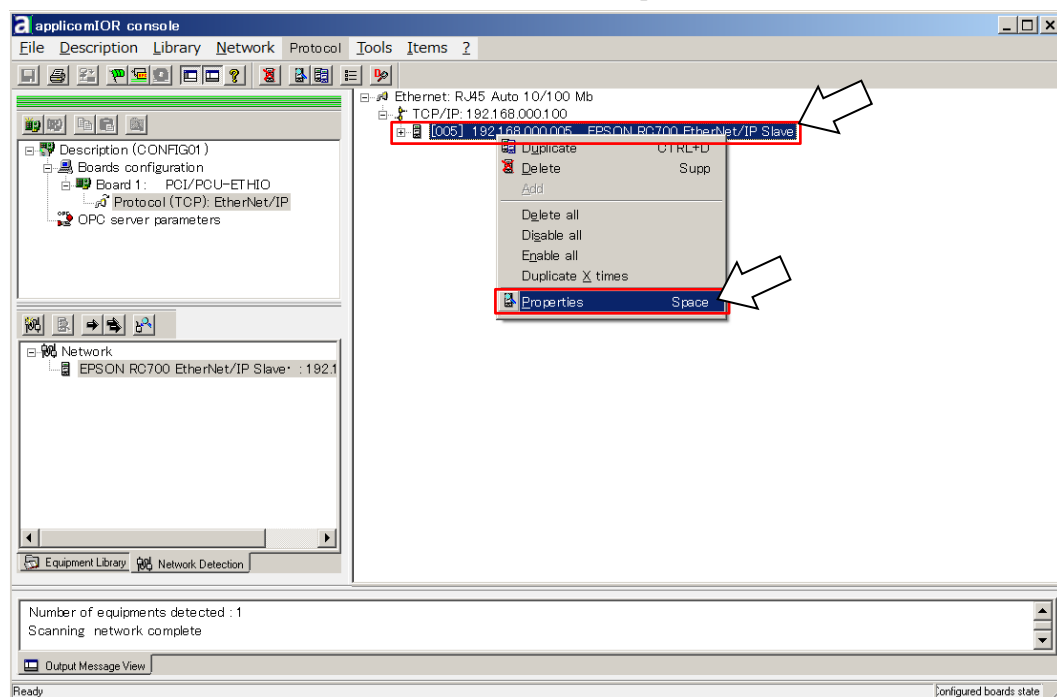 applicomIOR console
File Description Library Network Protocol Tools Items ?
Description (CONFIG01)
Boards configuration
Board 1: PCI/PCU-ETHIO
Protocol (TCP): EtherNet/IP
OPC server parameters
Network
EPSON RC700 EtherNet/IP Slave· : 192.1
Equipment Library Network Detection
Ethernet: RJ45 Auto 10/100 Mb
TCP/IP: 192.168.000.100
[005] 192.168.000.005 EPSON RC700 EtherNet/IP Slave
Duplicate CTRL+D
Delete Supp
Add
Delete all
Disable all
Enable all
Duplicate X times
Properties Space
Number of equipments detected : 1
Scanning network complete
Output Message View
Ready Configured boards state